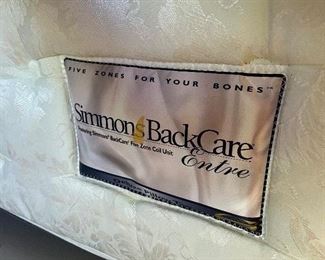 FIVE ZONES FOR YOUR BONES™
Simmons BackCare®
Featuring Simmons® BackCare® Five Zone Coil Unit
Entre